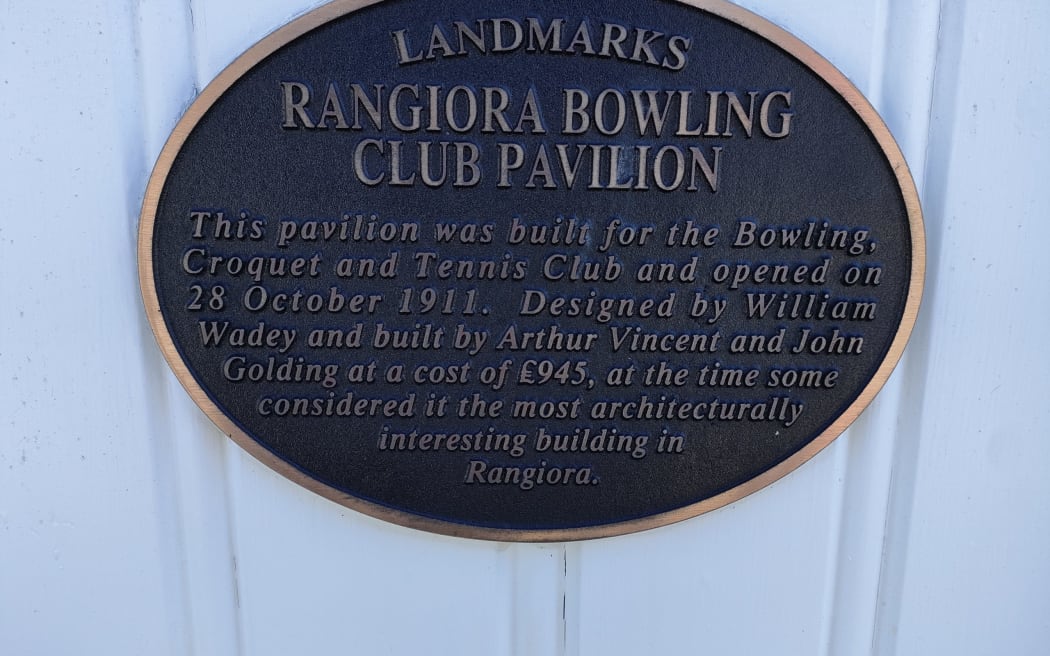 LANDMARKS
RANGIORA BOWLING
CLUB PAVILION
This pavilion was built for the Bowling,
Croquet and Tennis Club and opened on
28 October 1911. Designed by William
Wadey and built by Arthur Vincent and John
Golding at a cost of £945, at the time some
considered it the most architecturally
interesting building in
Rangiora.